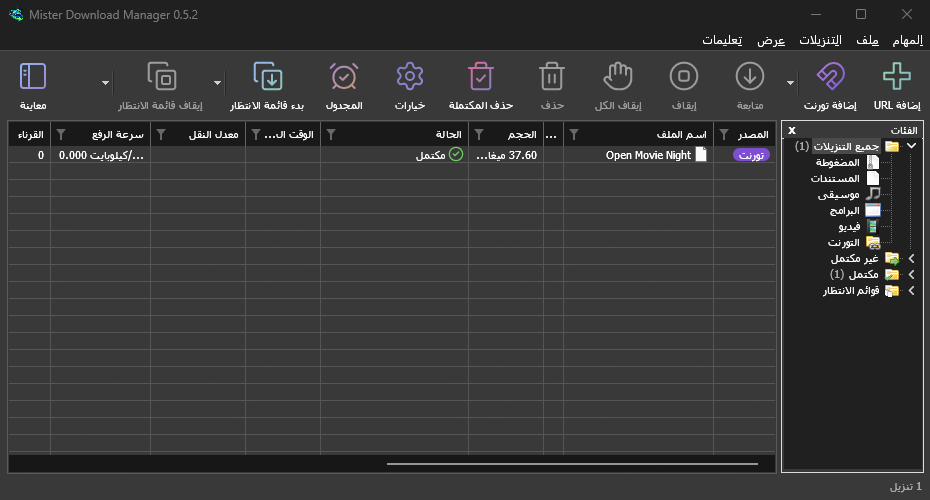 Mister Download Manager 0.5.2
المهام ملف التنزيلات عرض تعليمات
إضافة URL إضافة تورنت متابعة إيقاف إيقاف الكل حذف حذف المكتملة خيارات المجدول بدء قائمة الانتظار إيقاف قائمة الانتظار معاينة
الفئات x
جميع التنزيلات (1)
المضغوطة
المستندات
موسيقى
البرامج
فيديو
التورنت
غير مكتمل
مكتمل (1)
قوائم الانتظار
المصدر اسم الملف ... الحجم الحالة الوقت ال... معدل النقل سرعة الرفع القرناء
تورنت Open Movie Night 37.60 ميغا... مكتمل 0.000 كيلوبايت/... 0
1 تنزيل